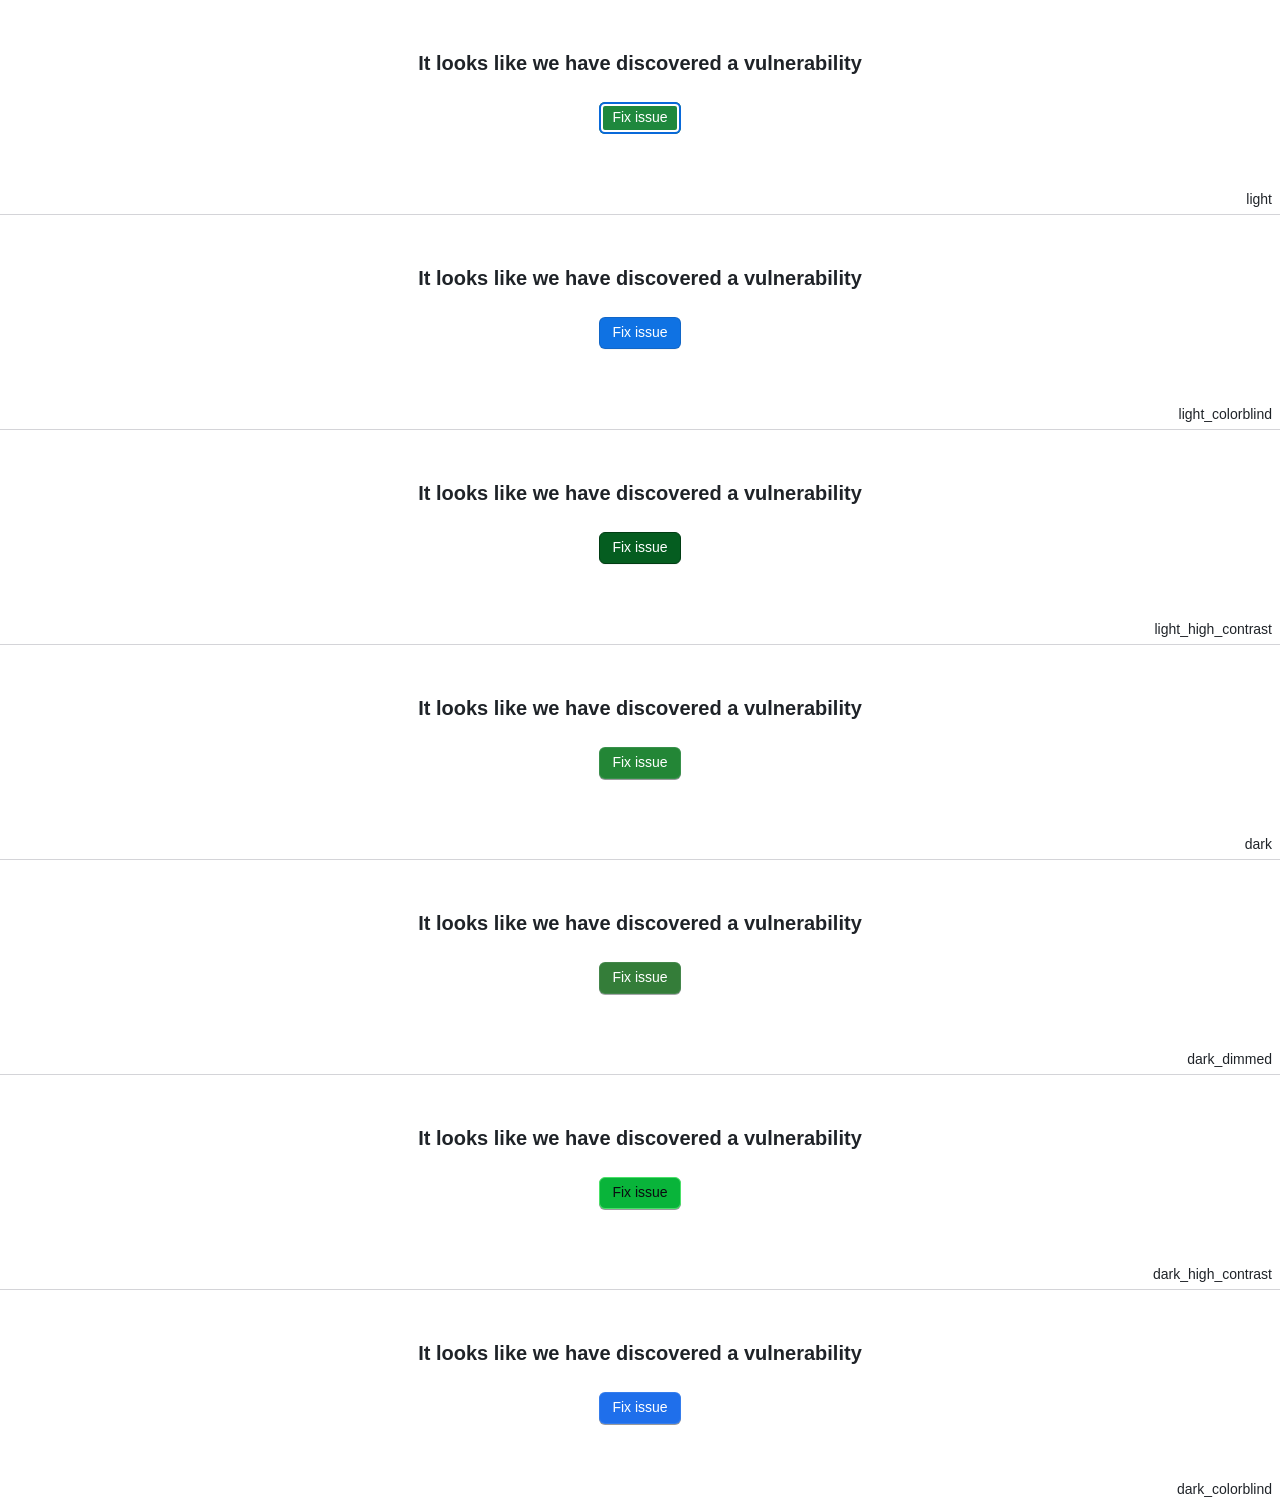 It looks like we have discovered a vulnerability
Fix issue
light
It looks like we have discovered a vulnerability
Fix issue
light_colorblind
It looks like we have discovered a vulnerability
Fix issue
light_high_contrast
It looks like we have discovered a vulnerability
Fix issue
dark
It looks like we have discovered a vulnerability
Fix issue
dark_dimmed
It looks like we have discovered a vulnerability
Fix issue
dark_high_contrast
It looks like we have discovered a vulnerability
Fix issue
dark_colorblind